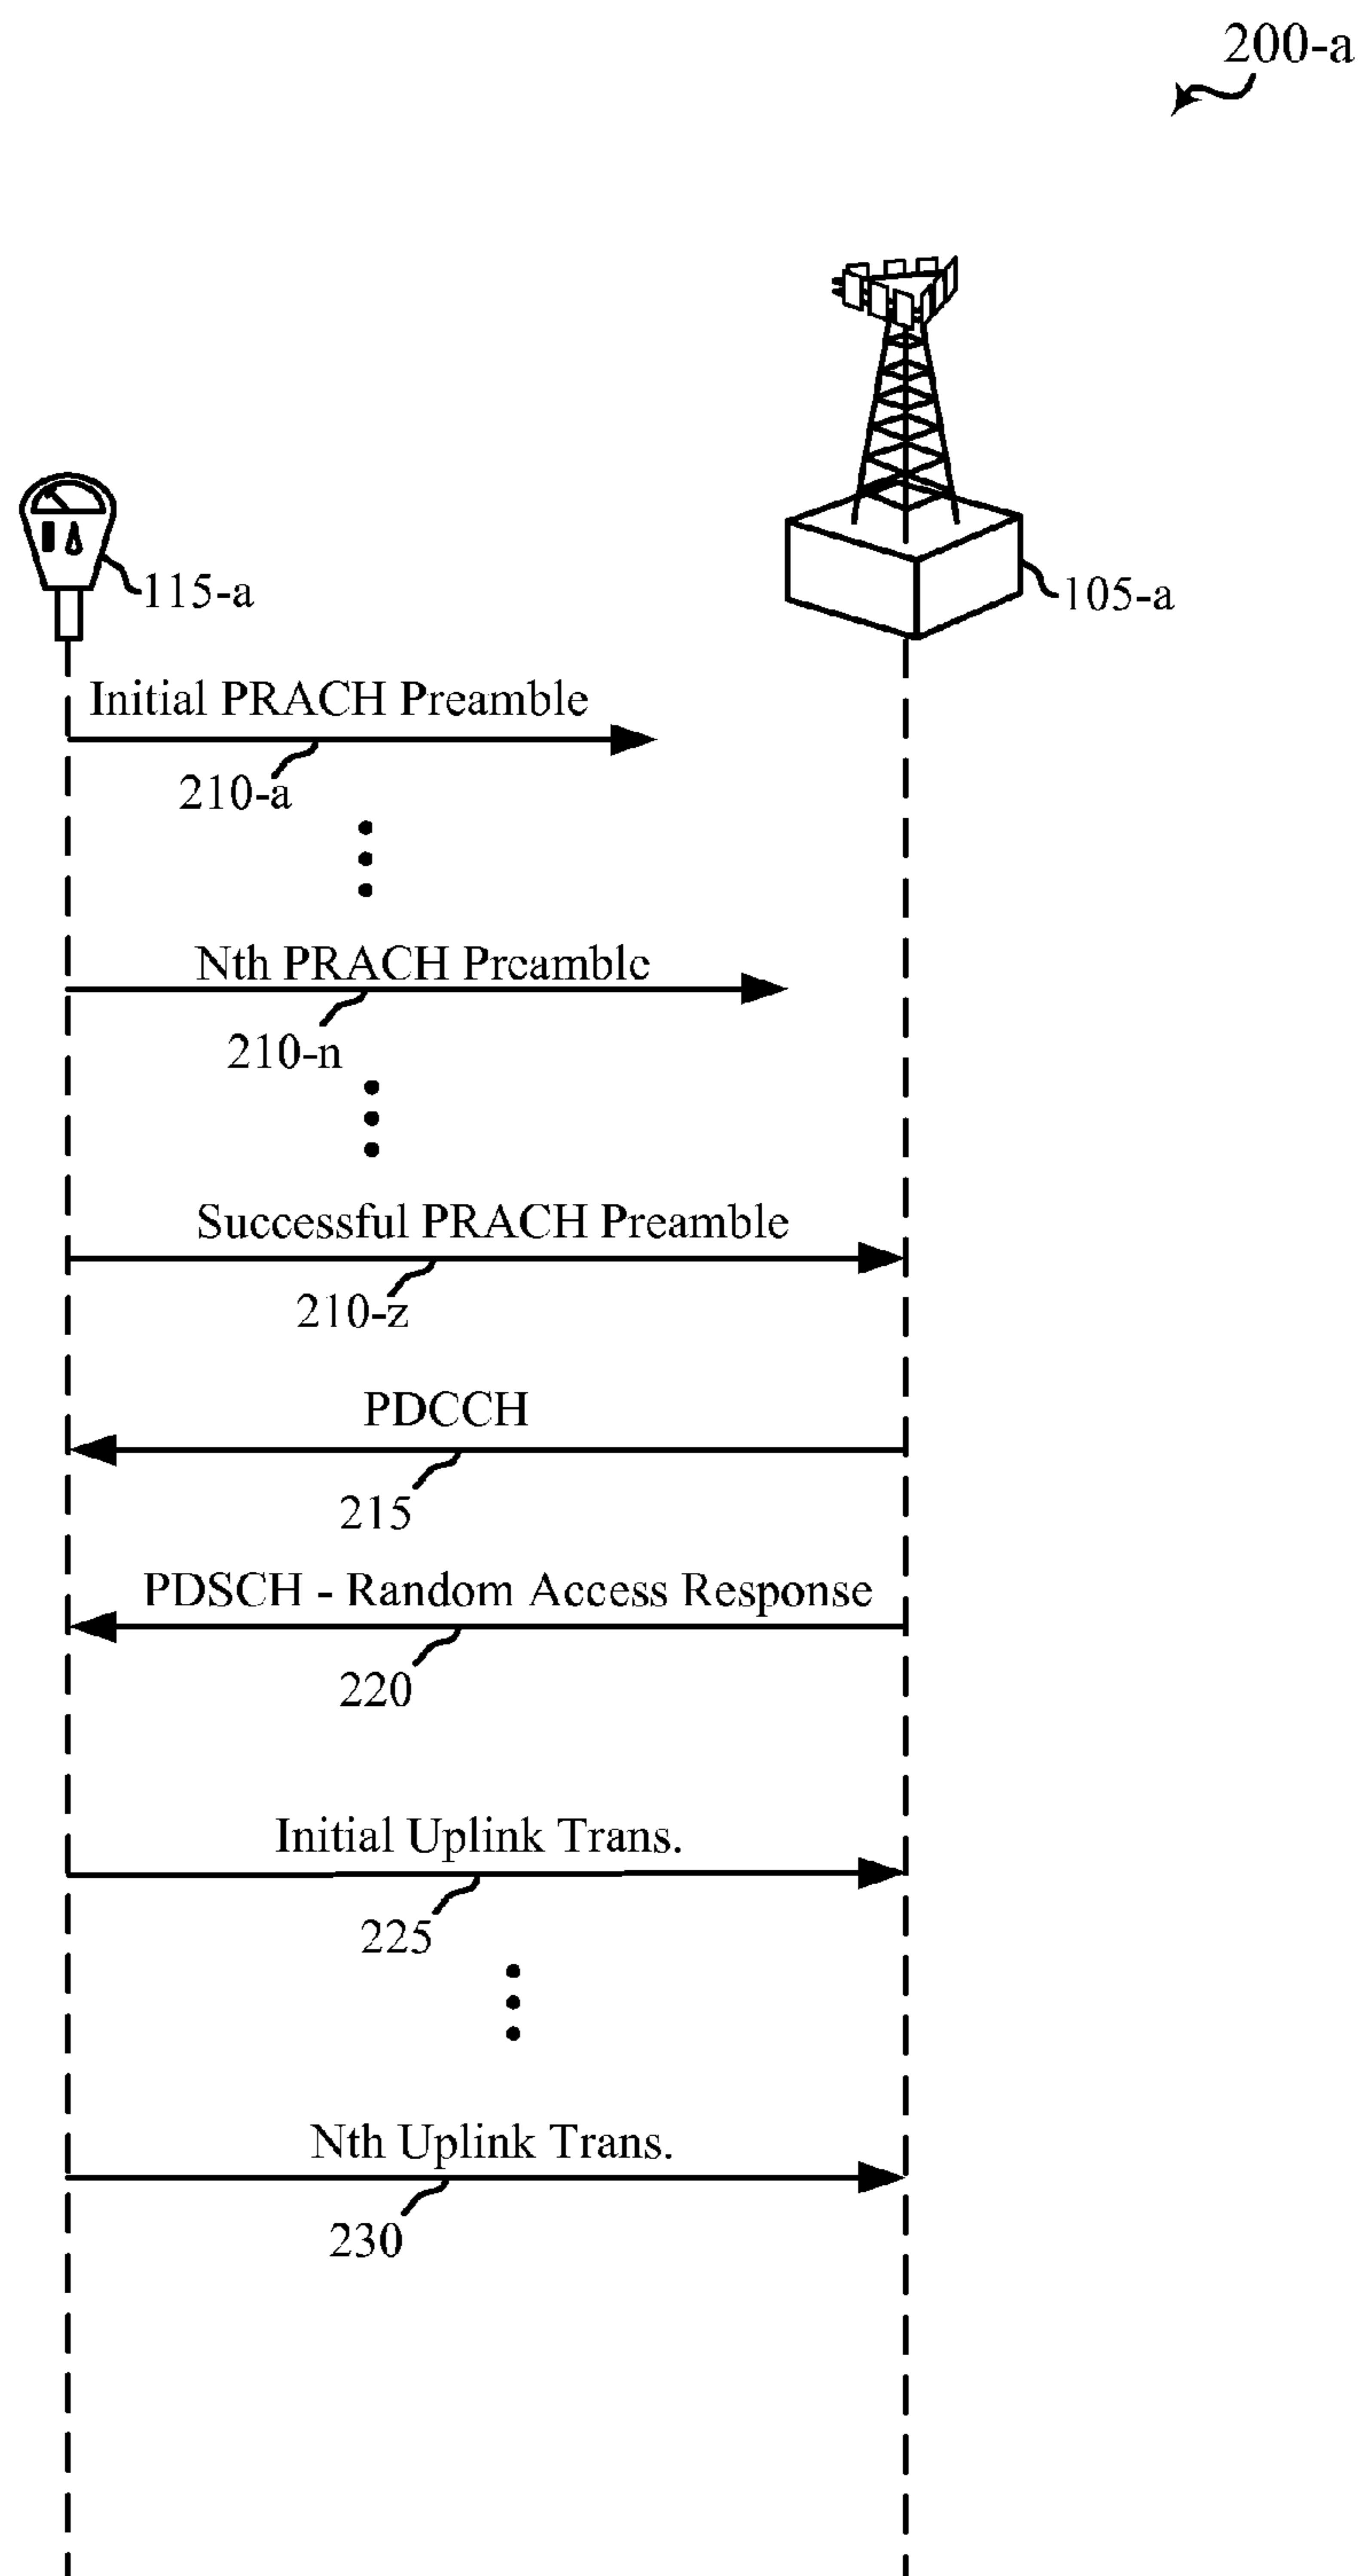 200-a
115-a
105-a
Initial PRACH Preamble
210-a
Nth PRACH Preamble
210-n
Successful PRACH Preamble
210-z
PDCCH
215
PDSCH - Random Access Response
220
Initial Uplink Trans.
225
Nth Uplink Trans.
230